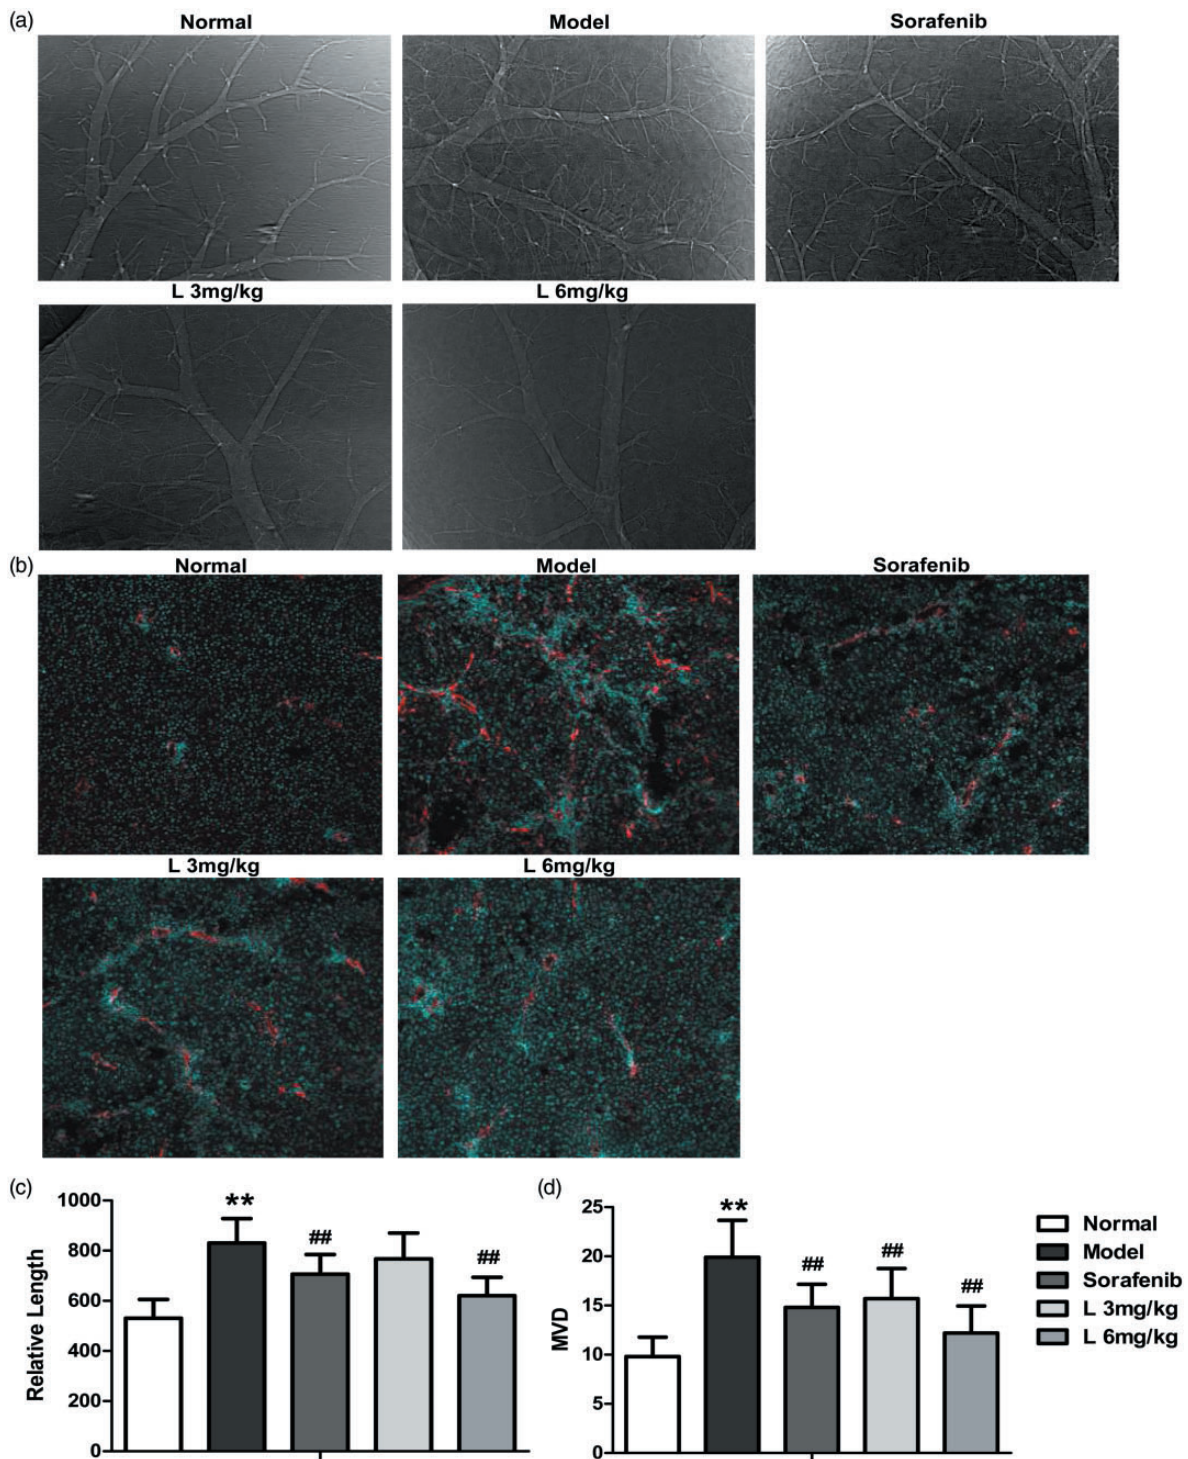 (a)
Normal Model Sorafenib
L 3mg/kg L 6mg/kg
(b)
Normal Model Sorafenib
L 3mg/kg L 6mg/kg
(c)
Relative Length
1000
800
600
400
200
0
**
##
##
(d)
MVD
25
20
15
10
5
0
**
##
##
##
Normal
Model
Sorafenib
L 3mg/kg
L 6mg/kg